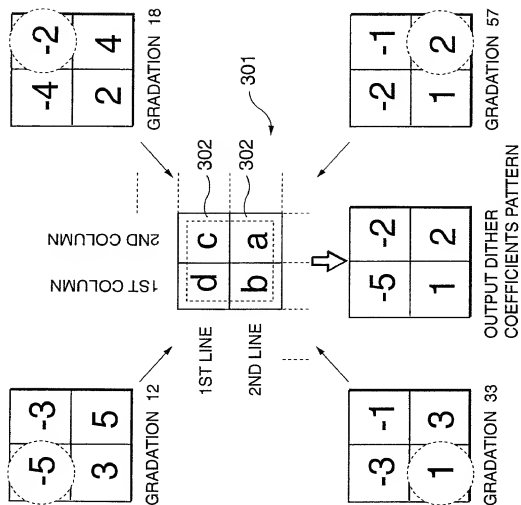 -5 -3
3 5
GRADATION 12
-4 -2
2 4
GRADATION 18
1ST COLUMN
2ND COLUMN
1ST LINE
d c
302
2ND LINE
b a
302
301
-3 -1
1 3
GRADATION 33
-5 -2
1 2
OUTPUT DITHER
COEFFICIENTS PATTERN
-2 -1
1 2
GRADATION 57